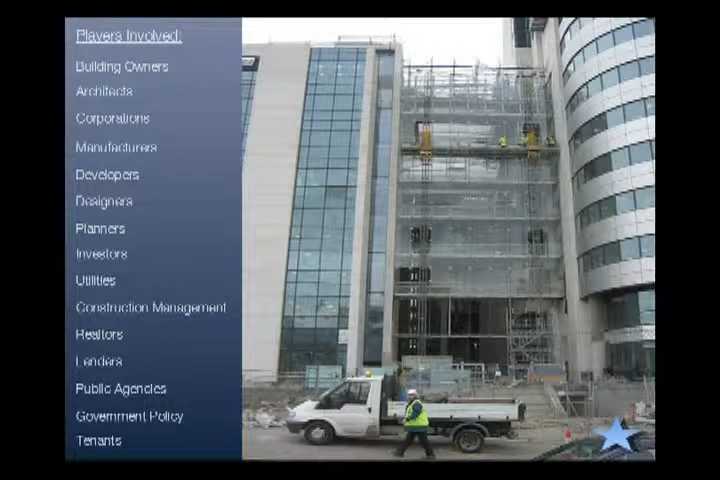 Players Involved:
Building Owners
Architects
Corporations
Manufacturers
Developers
Designers
Planners
Investors
Utilities
Construction Management
Realtors
Lenders
Public Agencies
Government Policy
Tenants